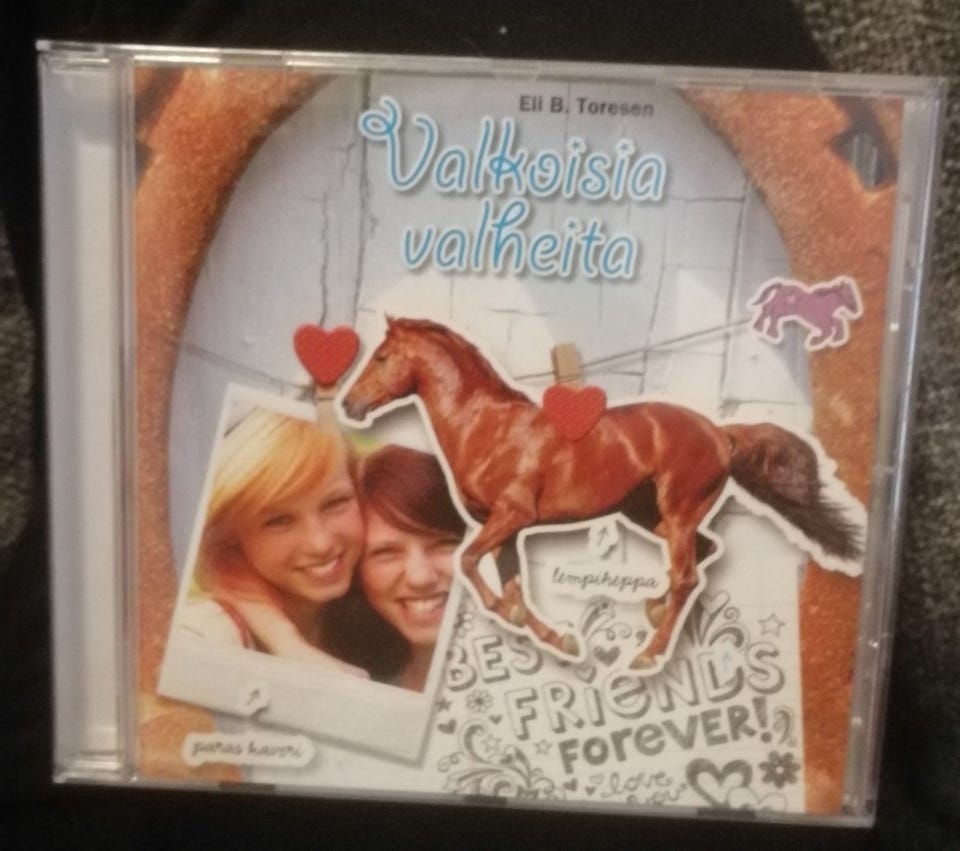 Eli B. Toresen
Valkoisia
valheita
lempiheppa
BEST
FRIENDS
FOREVER!
paras kaveri
love